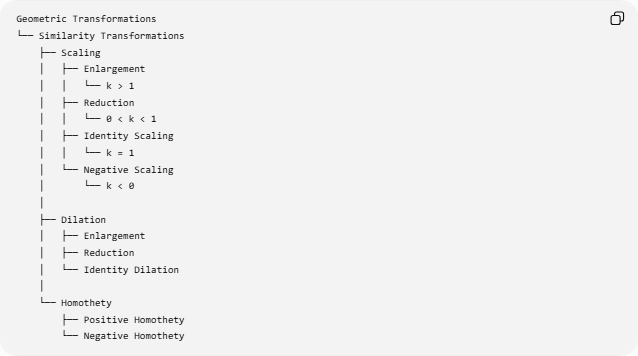 Geometric Transformations
└── Similarity Transformations
    ├── Scaling
    │   ├── Enlargement
    │   │   └── k > 1
    │   ├── Reduction
    │   │   └── 0 < k < 1
    │   ├── Identity Scaling
    │   │   └── k = 1
    │   └── Negative Scaling
    │       └── k < 0
    │
    ├── Dilation
    │   ├── Enlargement
    │   ├── Reduction
    │   └── Identity Dilation
    │
    └── Homothety
        ├── Positive Homothety
        └── Negative Homothety